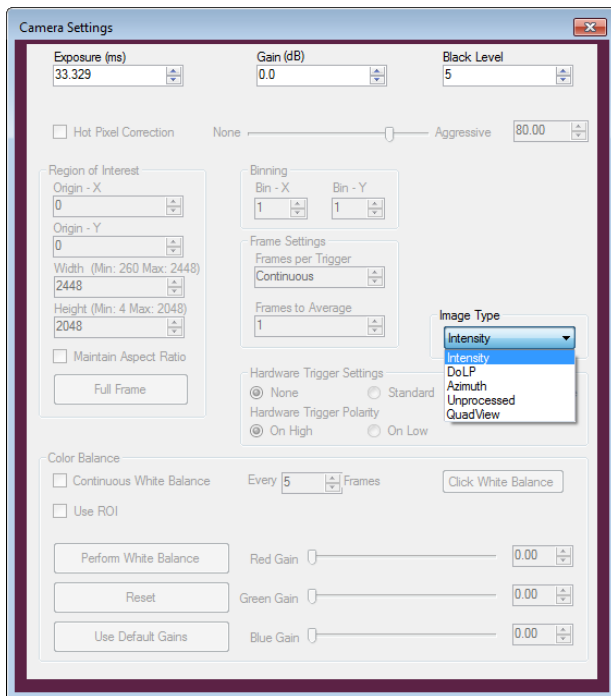 Camera Settings
Exposure (ms) Gain (dB) Black Level
33.329 0.0 5
Hot Pixel Correction None Aggressive 80.00
Region of Interest
Origin - X
0
Origin - Y
0
Width (Min: 260 Max: 2448)
2448
Height (Min: 4 Max: 2048)
2048
Maintain Aspect Ratio
Full Frame
Binning
Bin - X Bin - Y
1 1
Frame Settings
Frames per Trigger
Continuous
Frames to Average
1
Image Type
Intensity
Intensity
DoLP
Azimuth
Unprocessed
QuadView
Hardware Trigger Settings
None Standard
Hardware Trigger Polarity
On High On Low
Color Balance
Continuous White Balance Every 5 Frames Click White Balance
Use ROI
Perform White Balance Red Gain 0.00
Reset Green Gain 0.00
Use Default Gains Blue Gain 0.00